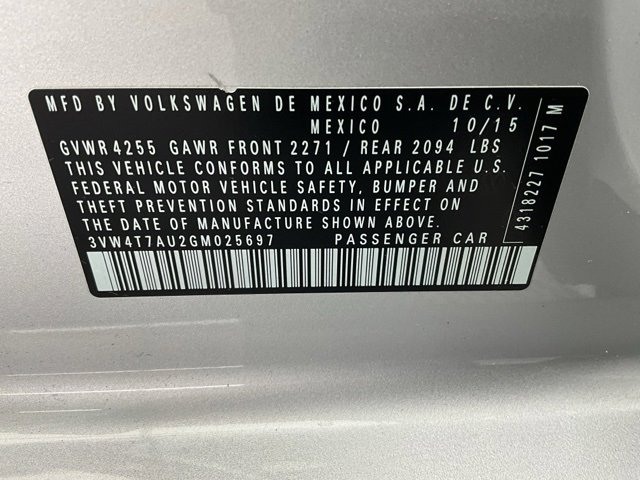 MFD BY VOLKSWAGEN DE MEXICO S.A. DE C.V.
MEXICO 10/15
GVWR 4255 GAWR FRONT 2271 / REAR 2094 LBS
THIS VEHICLE CONFORMS TO ALL APPLICABLE U.S.
FEDERAL MOTOR VEHICLE SAFETY, BUMPER AND
THEFT PREVENTION STANDARDS IN EFFECT ON
THE DATE OF MANUFACTURE SHOWN ABOVE.
3VW4T7AU2GM025697 PASSENGER CAR
4318227 1017 M